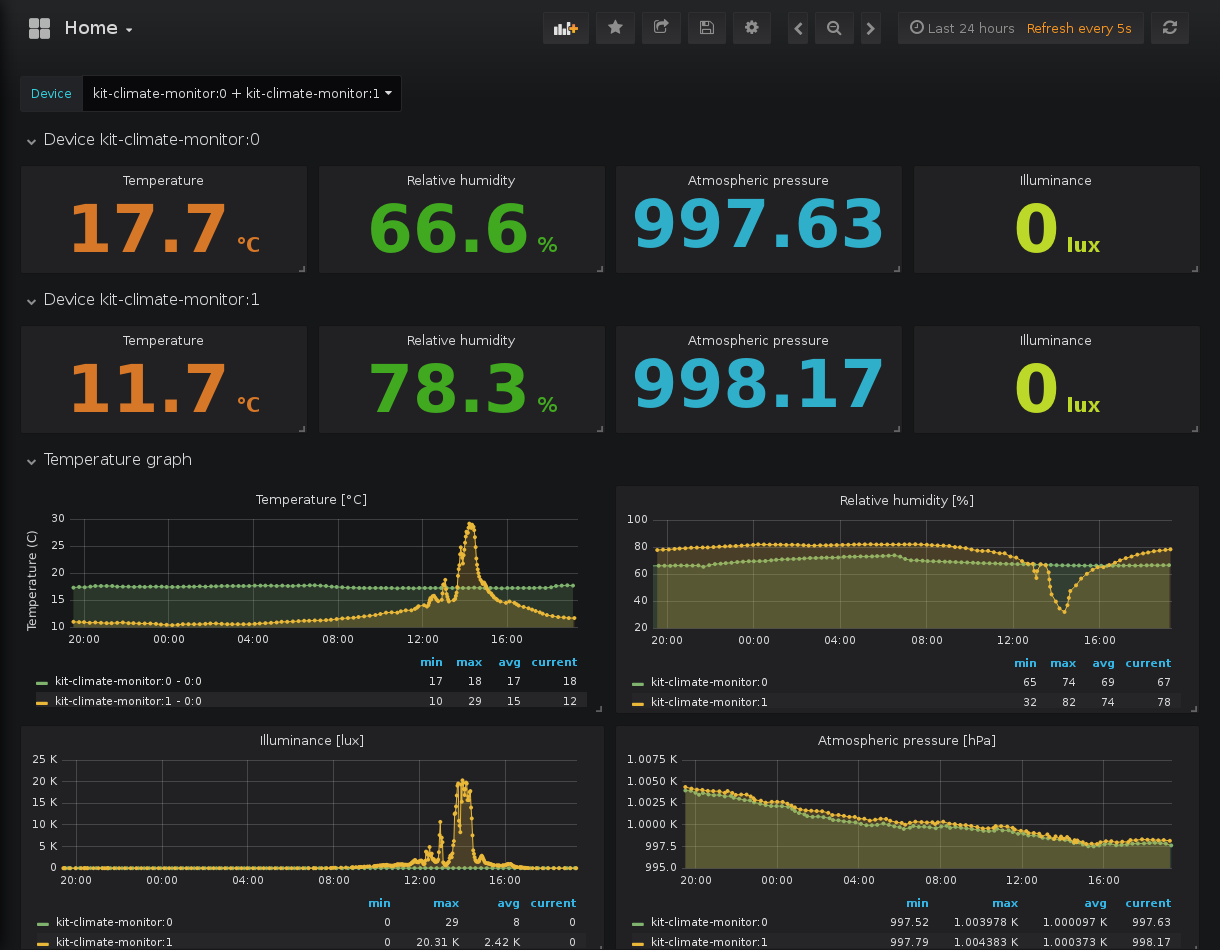 Home
Last 24 hours Refresh every 5s
Device kit-climate-monitor:0 + kit-climate-monitor:1
Device kit-climate-monitor:0
Temperature Relative humidity Atmospheric pressure Illuminance
17.7 °C 66.6 % 997.63 0 lux
Device kit-climate-monitor:1
Temperature Relative humidity Atmospheric pressure Illuminance
11.7 °C 78.3 % 998.17 0 lux
Temperature graph
Temperature [°C]
Temperature (C)
30
25
20
15
10
20:00 00:00 04:00 08:00 12:00 16:00
min max avg current
kit-climate-monitor:0 - 0:0 17 18 17 18
kit-climate-monitor:1 - 0:0 10 29 15 12
Relative humidity [%]
100
80
60
40
20
20:00 00:00 04:00 08:00 12:00 16:00
min max avg current
kit-climate-monitor:0 65 74 69 67
kit-climate-monitor:1 32 82 74 78
Illuminance [lux]
25 K
20 K
15 K
10 K
5 K
0
20:00 00:00 04:00 08:00 12:00 16:00
min max avg current
kit-climate-monitor:0 0 29 8 0
kit-climate-monitor:1 0 20.31 K 2.42 K 0
Atmospheric pressure [hPa]
1.0075 K
1.0050 K
1.0025 K
1.0000 K
997.5
995.0
20:00 00:00 04:00 08:00 12:00 16:00
min max avg current
kit-climate-monitor:0 997.52 1.003978 K 1.000097 K 997.63
kit-climate-monitor:1 997.79 1.004383 K 1.000373 K 998.17